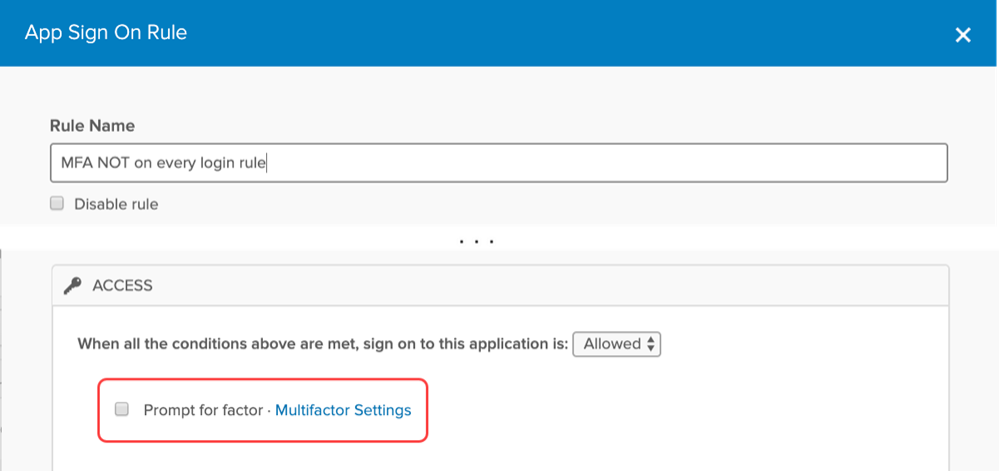 App Sign On Rule
Rule Name
MFA NOT on every login rule
Disable rule
. . .
ACCESS
When all the conditions above are met, sign on to this application is: Allowed
Prompt for factor · Multifactor Settings